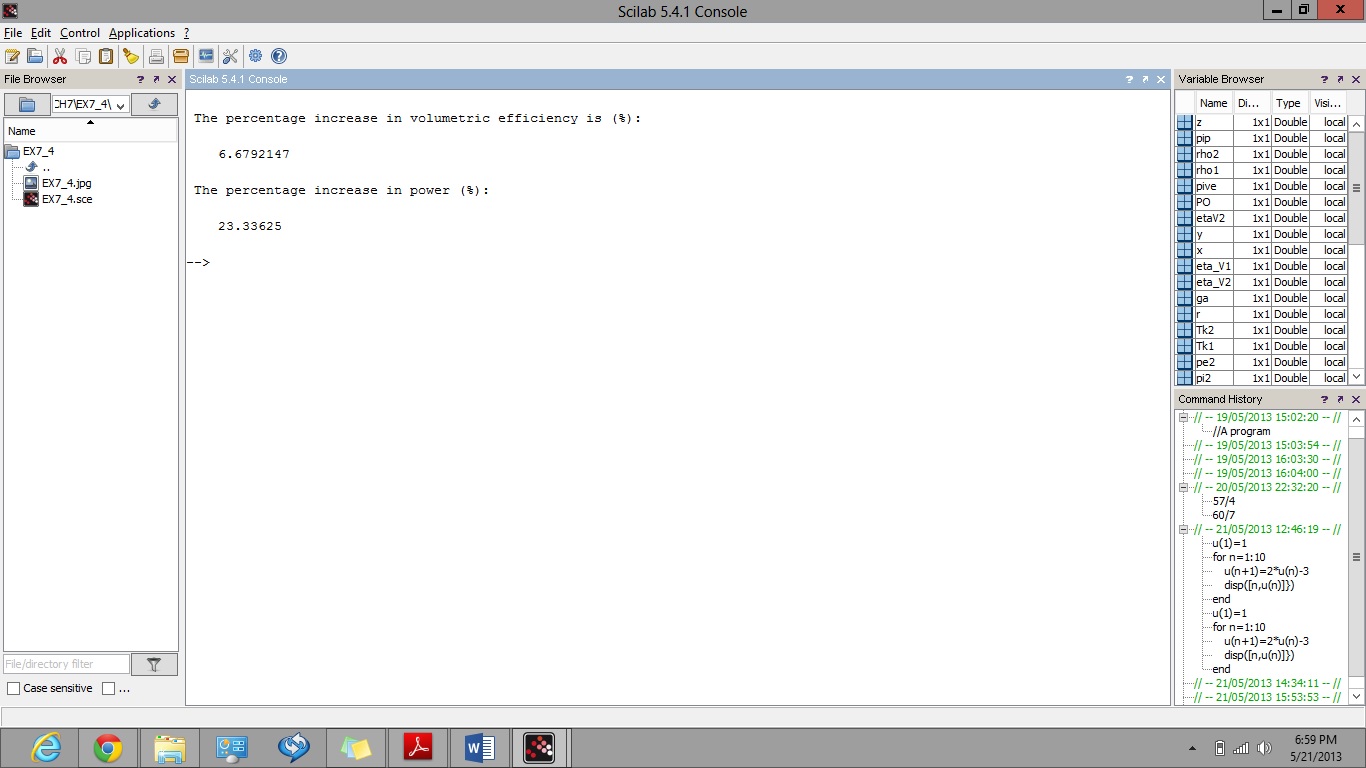 Scilab 5.4.1 Console
File Edit Control Applications ?
File Browser ? ↗ ✕
CH7\EX7_4\
Name
EX7_4
..
EX7_4.jpg
EX7_4.sce
File/directory filter
Case sensitive ...
Scilab 5.4.1 Console ? ↗ ✕
The percentage increase in volumetric efficiency is (%):
6.6792147
The percentage increase in power (%):
23.33625
-->
Variable Browser ? ↗ ✕
Name Di... Type Visi...
z 1x1 Double local
pip 1x1 Double local
rho2 1x1 Double local
rho1 1x1 Double local
pive 1x1 Double local
PO 1x1 Double local
etaV2 1x1 Double local
y 1x1 Double local
x 1x1 Double local
eta_V1 1x1 Double local
eta_V2 1x1 Double local
ga 1x1 Double local
r 1x1 Double local
Tk2 1x1 Double local
Tk1 1x1 Double local
pe2 1x1 Double local
pi2 1x1 Double local
Command History ? ↗ ✕
// -- 19/05/2013 15:02:20 -- //
//A program
// -- 19/05/2013 15:03:54 -- //
// -- 19/05/2013 16:03:30 -- //
// -- 19/05/2013 16:04:00 -- //
// -- 20/05/2013 22:32:20 -- //
57/4
60/7
// -- 21/05/2013 12:46:19 -- //
u(1)=1
for n=1:10
u(n+1)=2*u(n)-3
disp([n,u(n)]})
end
u(1)=1
for n=1:10
u(n+1)=2*u(n)-3
disp([n,u(n)]})
end
// -- 21/05/2013 14:34:11 -- //
// -- 21/05/2013 15:53:53 -- //
6:59 PM
5/21/2013